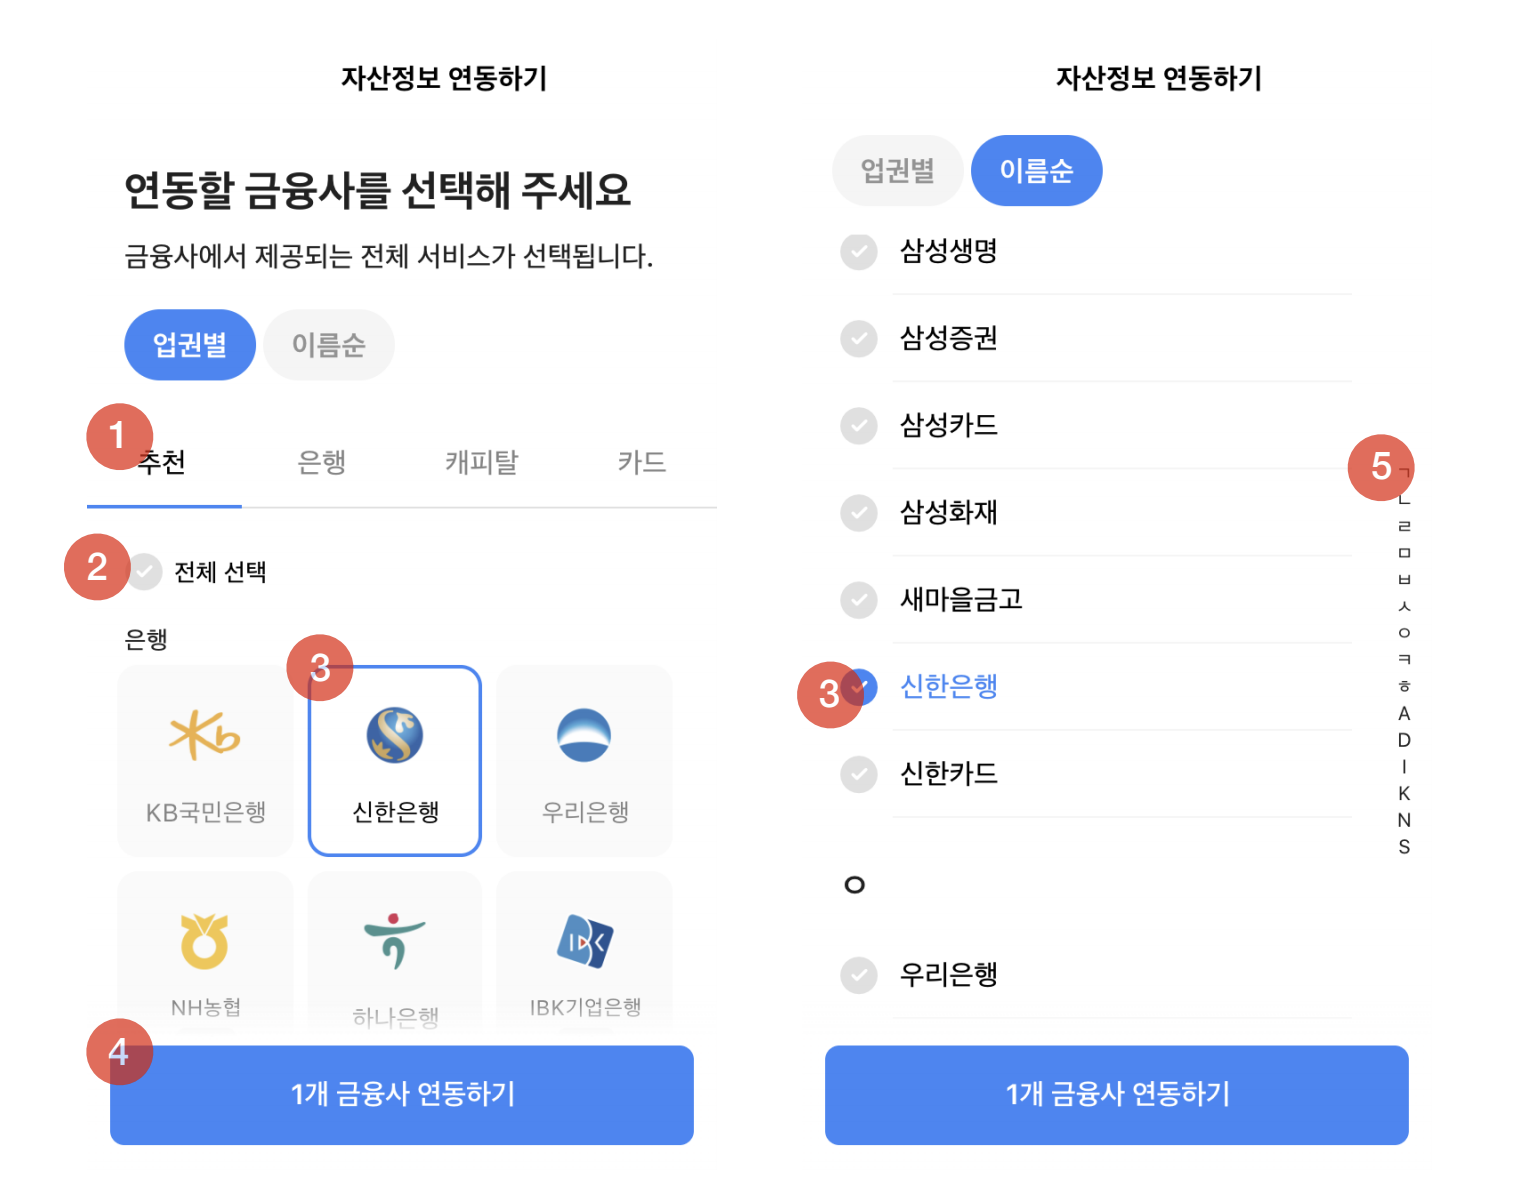 자산정보 연동하기
연동할 금융사를 선택해 주세요
금융사에서 제공되는 전체 서비스가 선택됩니다.
업권별 이름순
1
추천 은행 캐피탈 카드
2 전체 선택
은행
3
Kb
KB국민은행 신한은행 우리은행
IBK
NH농협 하나은행 IBK기업은행
4
1개 금융사 연동하기
자산정보 연동하기
업권별 이름순
삼성생명
삼성증권
삼성카드
삼성화재
새마을금고
3 신한은행
신한카드
ㅇ
우리은행
5
ㄱ
ㄴ
ㄹ
ㅁ
ㅂ
ㅅ
ㅇ
ㅋ
ㅎ
A
D
I
K
N
S
1개 금융사 연동하기